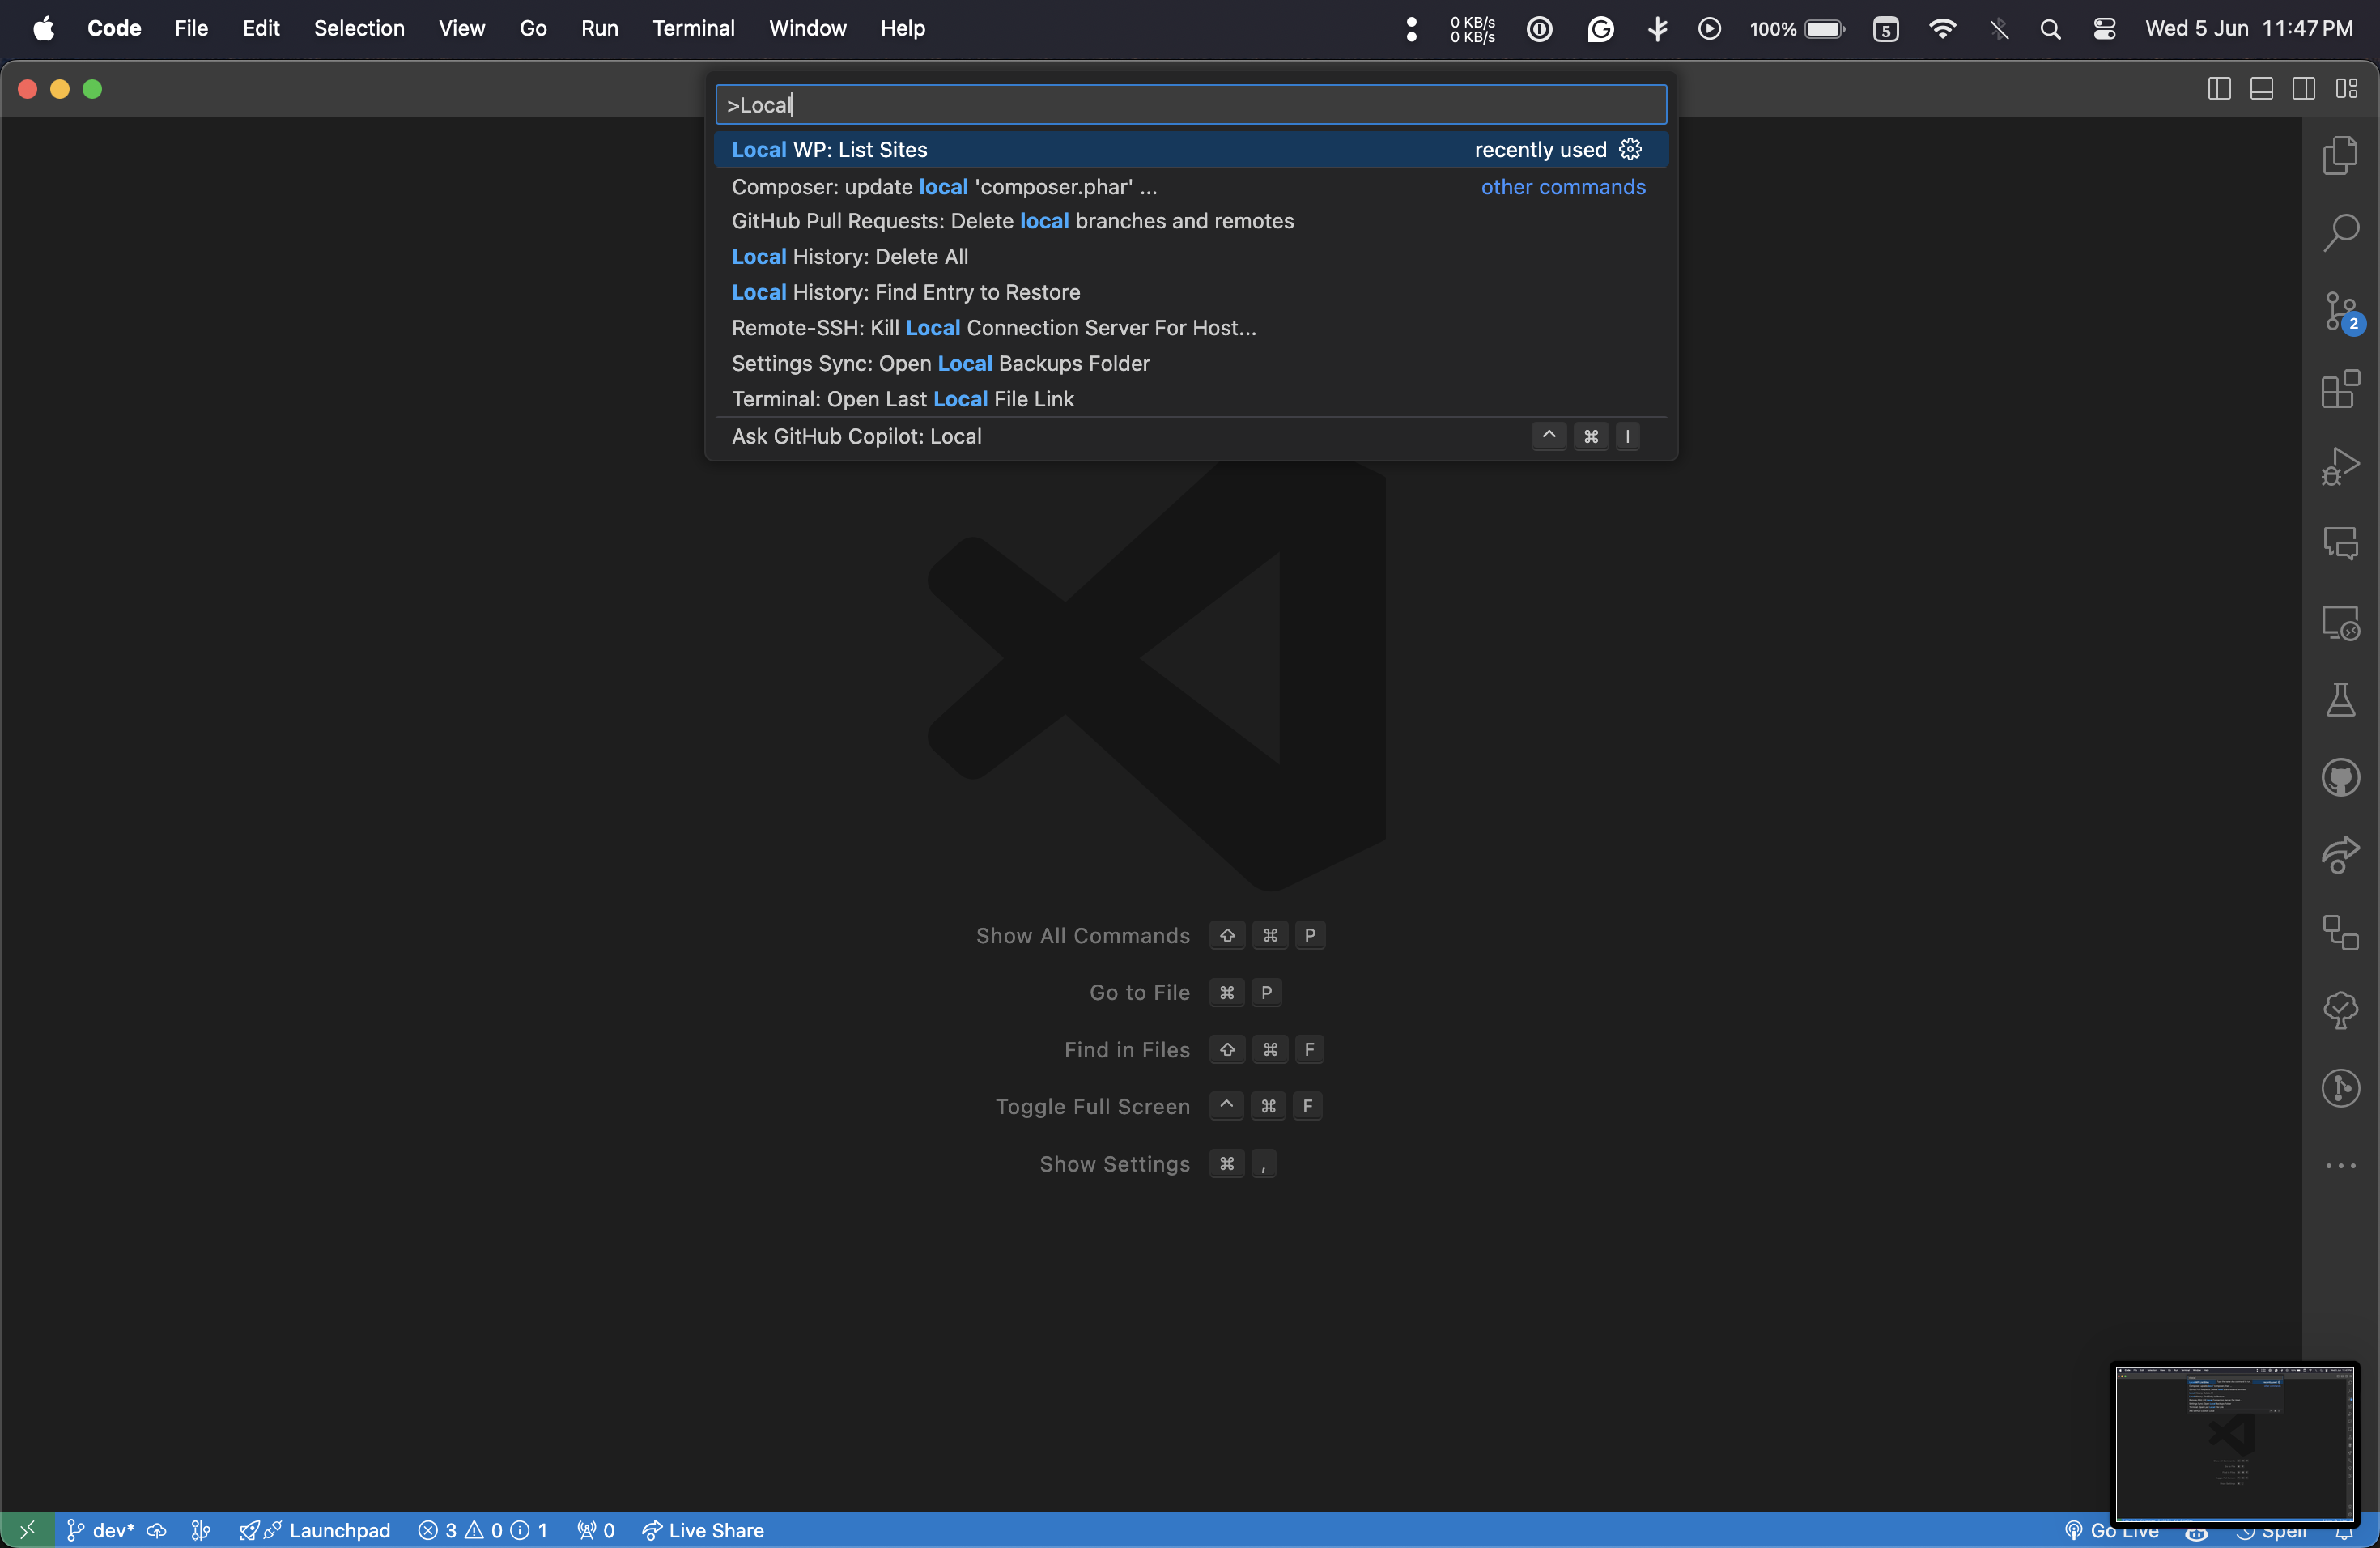 Code File Edit Selection View Go Run Terminal Window Help 0 KB/s 100% 5 Wed 5 Jun 11:47 PM
0 KB/s
>Local
Local WP: List Sites recently used
Composer: update local 'composer.phar' ... other commands
GitHub Pull Requests: Delete local branches and remotes
Local History: Delete All
Local History: Find Entry to Restore
Remote-SSH: Kill Local Connection Server For Host...
Settings Sync: Open Local Backups Folder
Terminal: Open Last Local File Link
Ask GitHub Copilot: Local ^ ⌘ I
2
Show All Commands ⇧ ⌘ P
Go to File ⌘ P
Find in Files ⇧ ⌘ F
Toggle Full Screen ^ ⌘ F
Show Settings ⌘ ,
dev* Launchpad 3 0 1 0 Live Share Go Live Spell